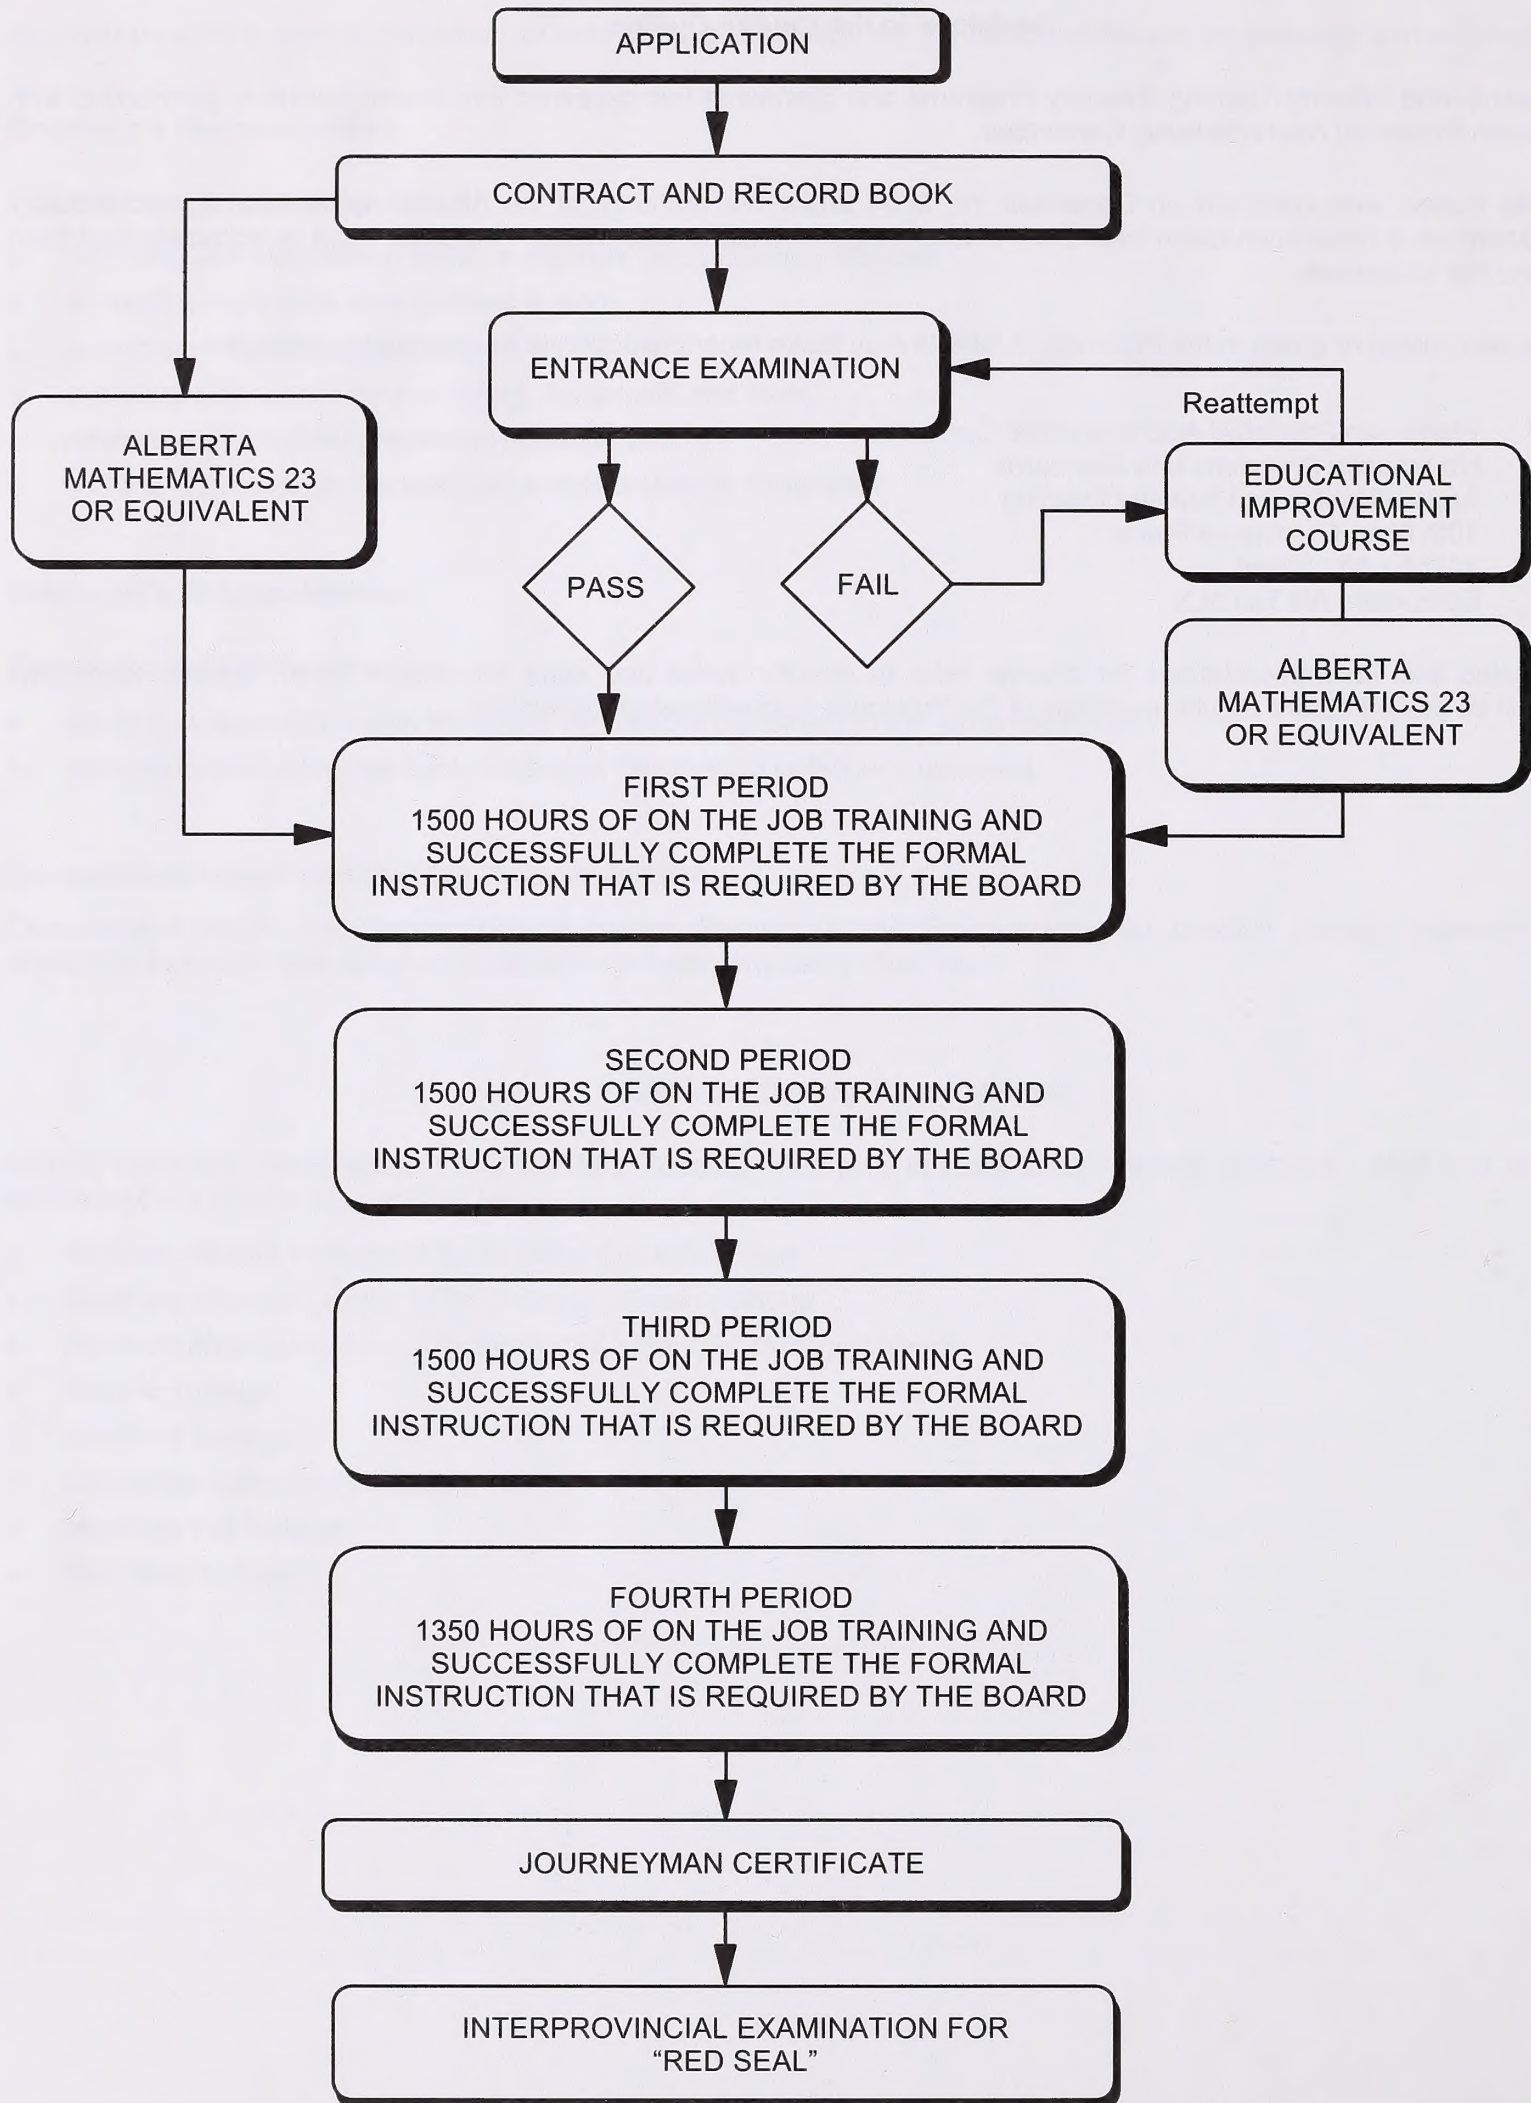 APPLICATION
CONTRACT AND RECORD BOOK
ENTRANCE EXAMINATION
Reattempt
ALBERTA
MATHEMATICS 23
OR EQUIVALENT
EDUCATIONAL
IMPROVEMENT
COURSE
PASS
FAIL
ALBERTA
MATHEMATICS 23
OR EQUIVALENT
FIRST PERIOD
1500 HOURS OF ON THE JOB TRAINING AND
SUCCESSFULLY COMPLETE THE FORMAL
INSTRUCTION THAT IS REQUIRED BY THE BOARD
SECOND PERIOD
1500 HOURS OF ON THE JOB TRAINING AND
SUCCESSFULLY COMPLETE THE FORMAL
INSTRUCTION THAT IS REQUIRED BY THE BOARD
THIRD PERIOD
1500 HOURS OF ON THE JOB TRAINING AND
SUCCESSFULLY COMPLETE THE FORMAL
INSTRUCTION THAT IS REQUIRED BY THE BOARD
FOURTH PERIOD
1350 HOURS OF ON THE JOB TRAINING AND
SUCCESSFULLY COMPLETE THE FORMAL
INSTRUCTION THAT IS REQUIRED BY THE BOARD
JOURNEYMAN CERTIFICATE
INTERPROVINCIAL EXAMINATION FOR
“RED SEAL”